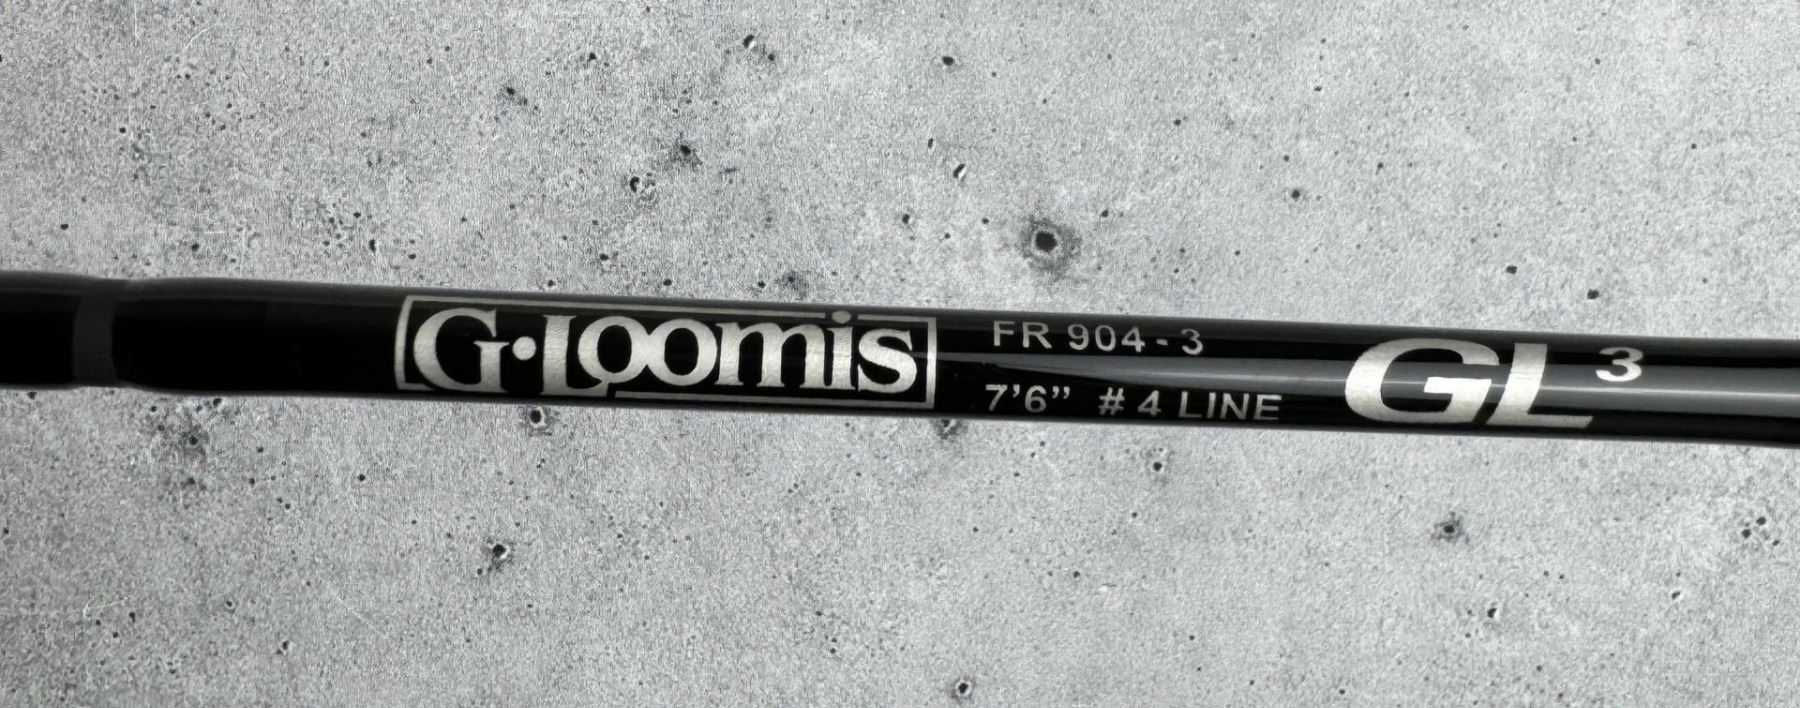 G·Loomis
FR 904-3
7'6" #4 LINE
GL3